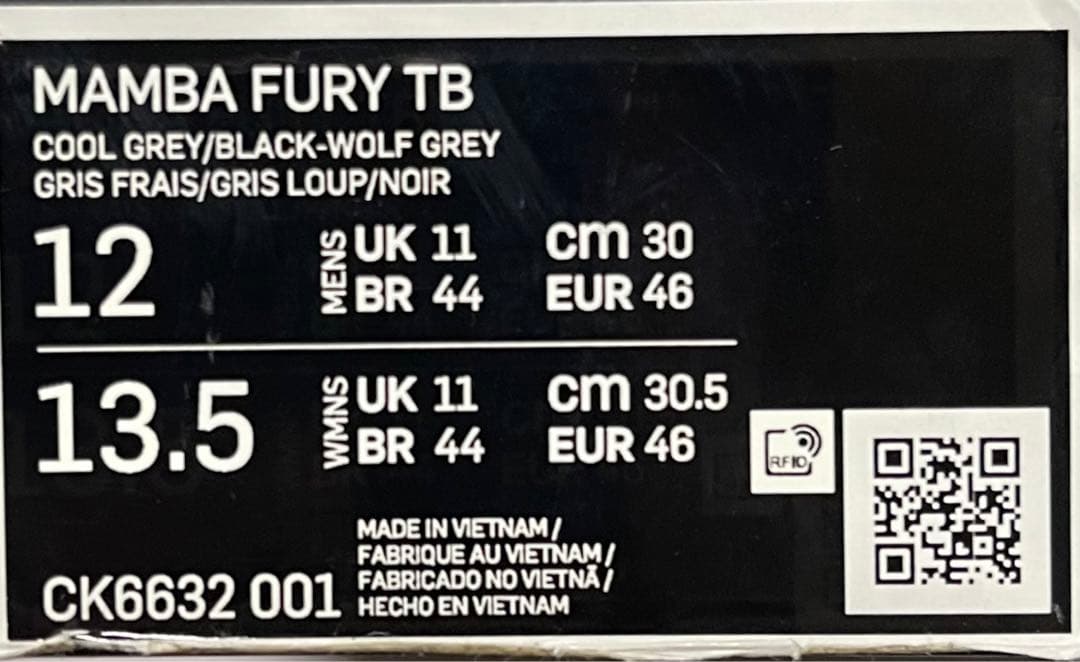 MAMBA FURY TB
COOL GREY/BLACK-WOLF GREY
GRIS FRAIS/GRIS LOUP/NOIR
12 MENS UK 11 cm 30
BR 44 EUR 46
13.5 WMNS UK 11 cm 30.5
BR 44 EUR 46
RFID
MADE IN VIETNAM /
FABRIQUE AU VIETNAM /
FABRICADO NO VIETNÃ /
HECHO EN VIETNAM
CK6632 001